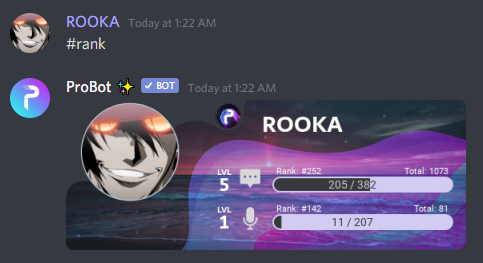 ROOKA Today at 1:22 AM
#rank
ProBot ✨ ✔ BOT Today at 1:22 AM
ROOKA
LVL 5 Rank: #252 Total: 1073
205 / 382
LVL 1 Rank: #142 Total: 81
11 / 207